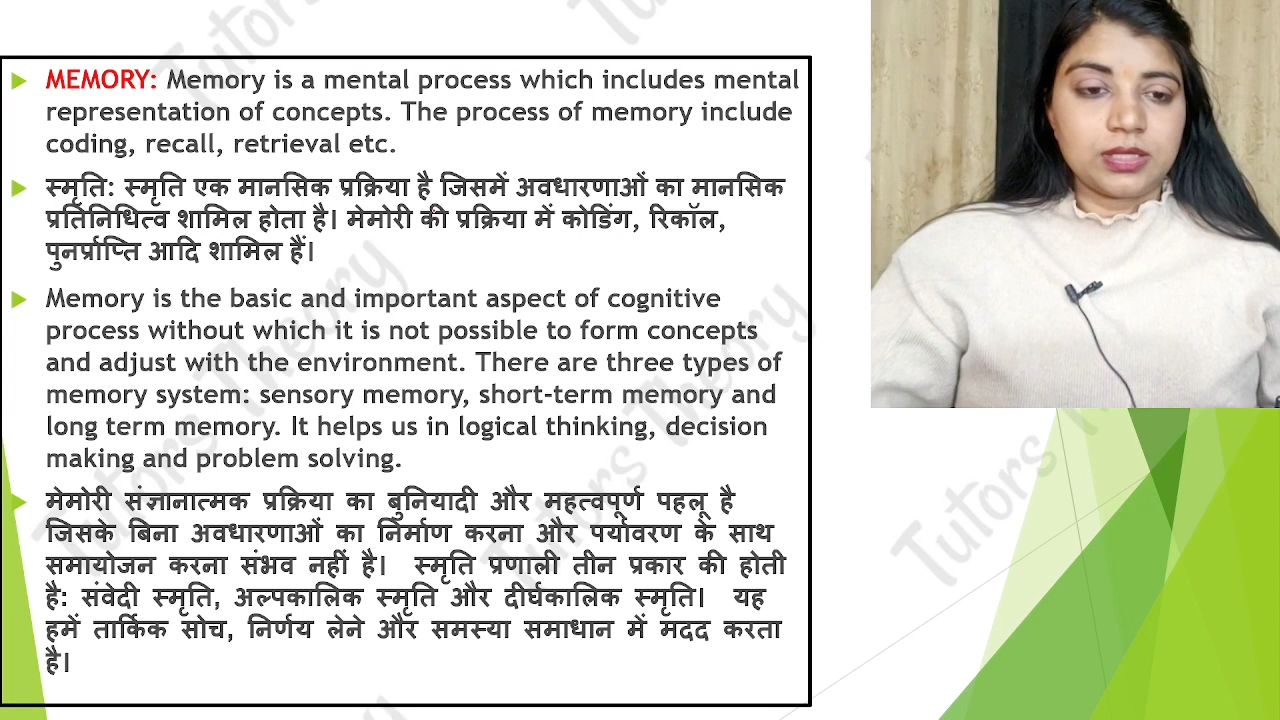 MEMORY: Memory is a mental process which includes mental
representation of concepts. The process of memory include
coding, recall, retrieval etc.
स्मृति: स्मृति एक मानसिक प्रक्रिया है जिसमें अवधारणाओं का मानसिक
प्रतिनिधित्व शामिल होता है। मेमोरी की प्रक्रिया में कोडिंग, रिकॉल,
पुनर्प्राप्ति आदि शामिल हैं।
Memory is the basic and important aspect of cognitive
process without which it is not possible to form concepts
and adjust with the environment. There are three types of
memory system: sensory memory, short-term memory and
long term memory. It helps us in logical thinking, decision
making and problem solving.
मेमोरी संज्ञानात्मक प्रक्रिया का बुनियादी और महत्वपूर्ण पहलू है
जिसके बिना अवधारणाओं का निर्माण करना और पर्यावरण के साथ
समायोजन करना संभव नहीं है। स्मृति प्रणाली तीन प्रकार की होती
है: संवेदी स्मृति, अल्पकालिक स्मृति और दीर्घकालिक स्मृति। यह
हमें तार्किक सोच, निर्णय लेने और समस्या समाधान में मदद करता
है।
Tutors Theory
Tutors Theory
Tutors